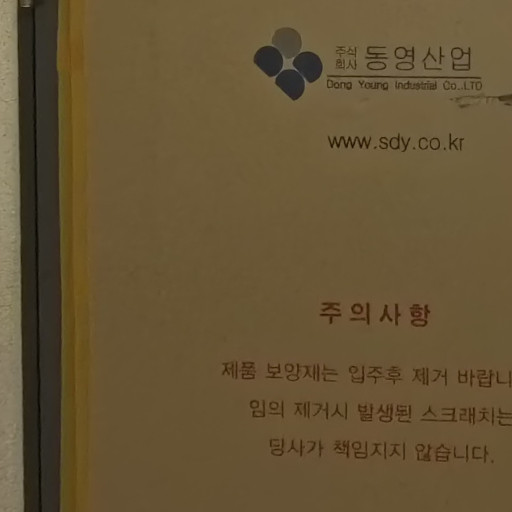 주식
회사 동영산업
Dong Young Industrial Co.,LTD
www.sdy.co.kr
주의사항
제품 보양재는 입주후 제거 바랍니
임의 제거시 발생된 스크래치는
당사가 책임지지 않습니다.